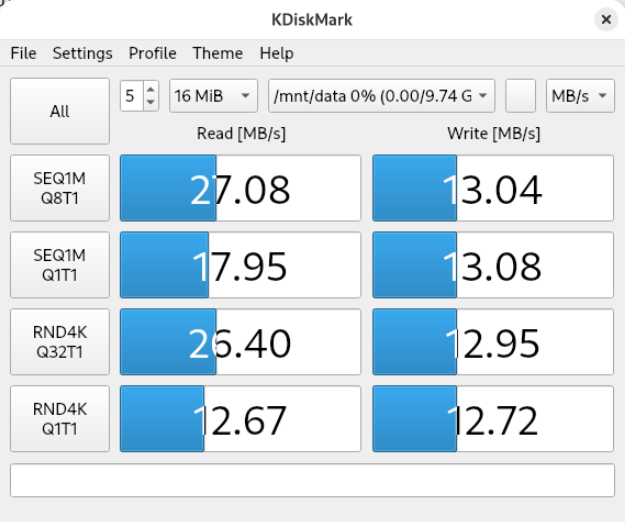 KDiskMark
File Settings Profile Theme Help
All
5 16 MiB /mnt/data 0% (0.00/9.74 G MB/s
Read [MB/s] Write [MB/s]
SEQ1M
Q8T1
27.08 13.04
SEQ1M
Q1T1
17.95 13.08
RND4K
Q32T1
26.40 12.95
RND4K
Q1T1
12.67 12.72